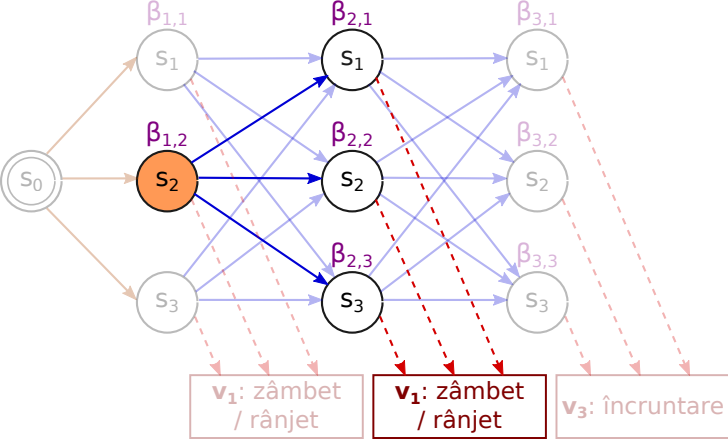 β1,1 β2,1 β3,1
s1 s1 s1
β1,2 β2,2 β3,2
s0 s2 s2 s2
β2,3 β3,3
s3 s3 s3
v1: zâmbet
/ rânjet
v1: zâmbet
/ rânjet
v3: încruntare